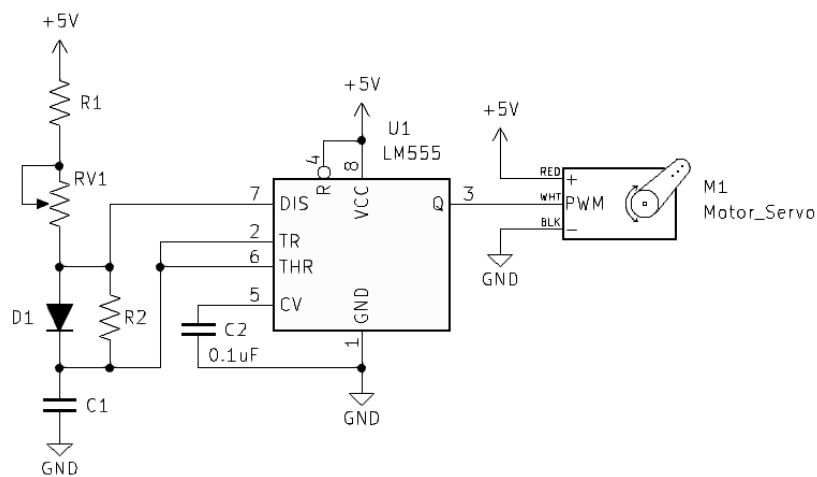 +5V
R1
RV1
D1
R2
C1
GND
+5V
U1
LM555
4
8
R
VCC
7
DIS
2
TR
6
THR
5
CV
Q
3
GND
1
C2
0.1uF
GND
+5V
RED
+
WHT
PWM
BLK
−
GND
M1
Motor_Servo